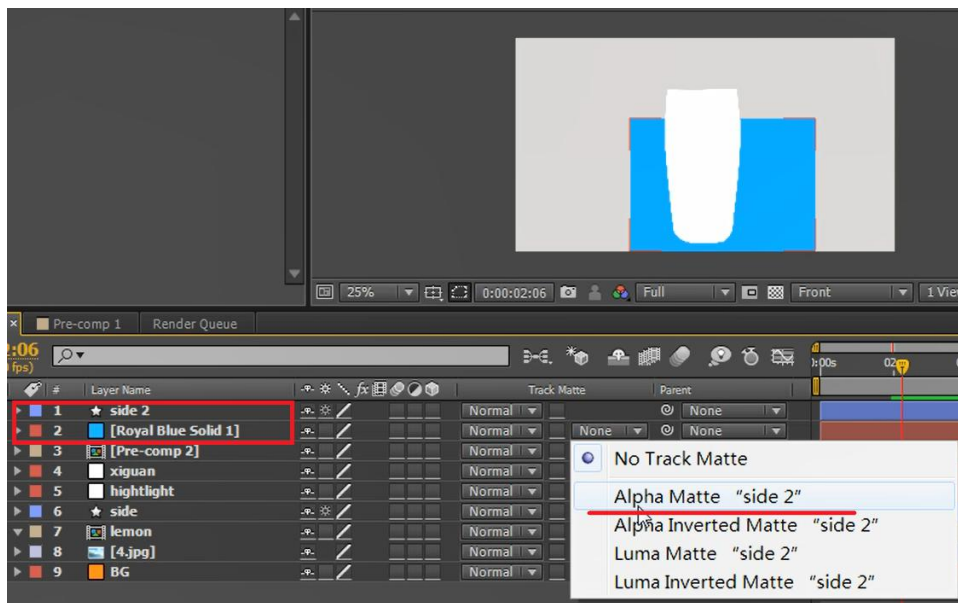 25%
0:00:02:06
Full
Front
1 Vie
Pre-comp 1
Render Queue
2:06
fps)
:00s
02
#
Layer Name
fx
Track Matte
Parent
1 side 2 Normal None
2 [Royal Blue Solid 1] Normal None None
3 [Pre-comp 2] Normal
4 xiguan Normal
5 hightlight Normal
6 side Normal
7 lemon Normal
8 [4.jpg] Normal
9 BG Normal
No Track Matte
Alpha Matte "side 2"
Alpha Inverted Matte "side 2"
Luma Matte "side 2"
Luma Inverted Matte "side 2"